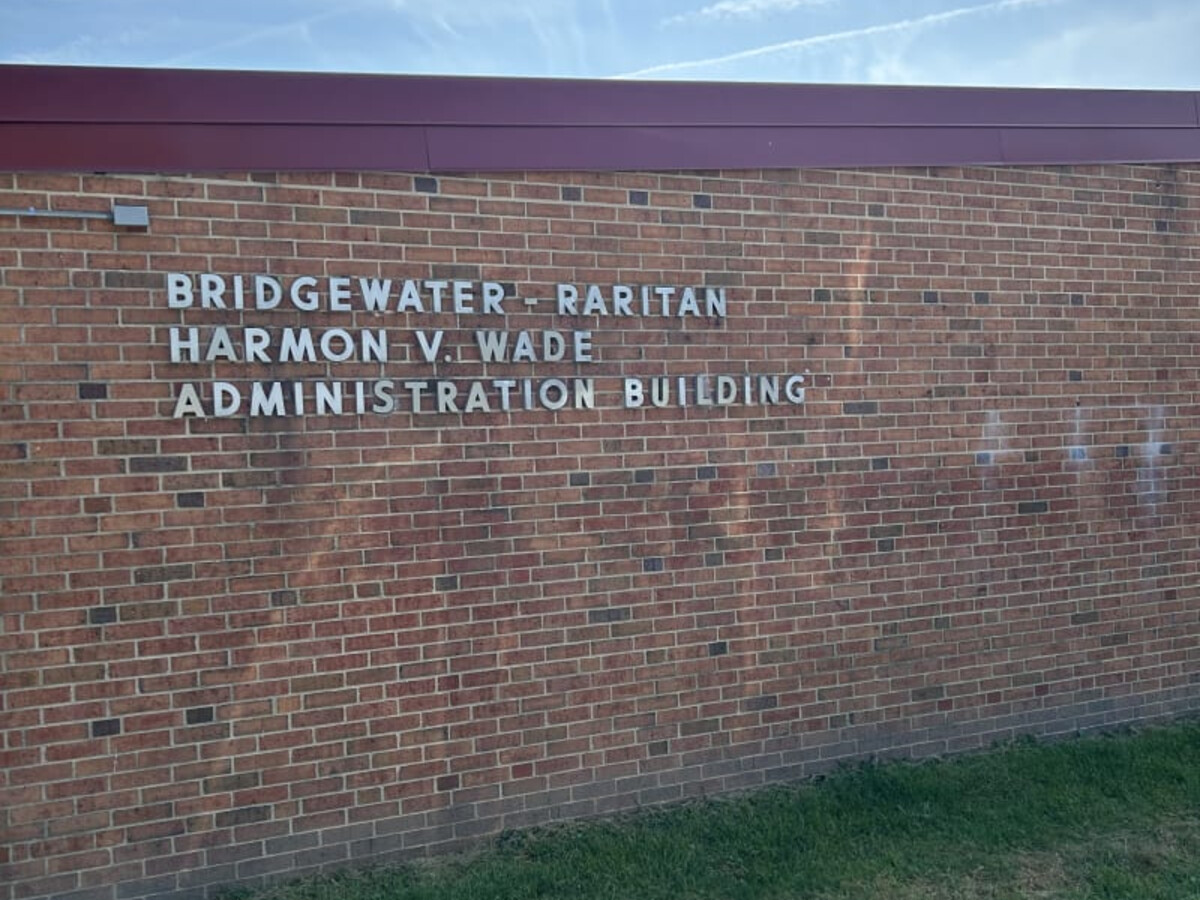 BRIDGEWATER - RARITAN
HARMON V. WADE
ADMINISTRATION BUILDING